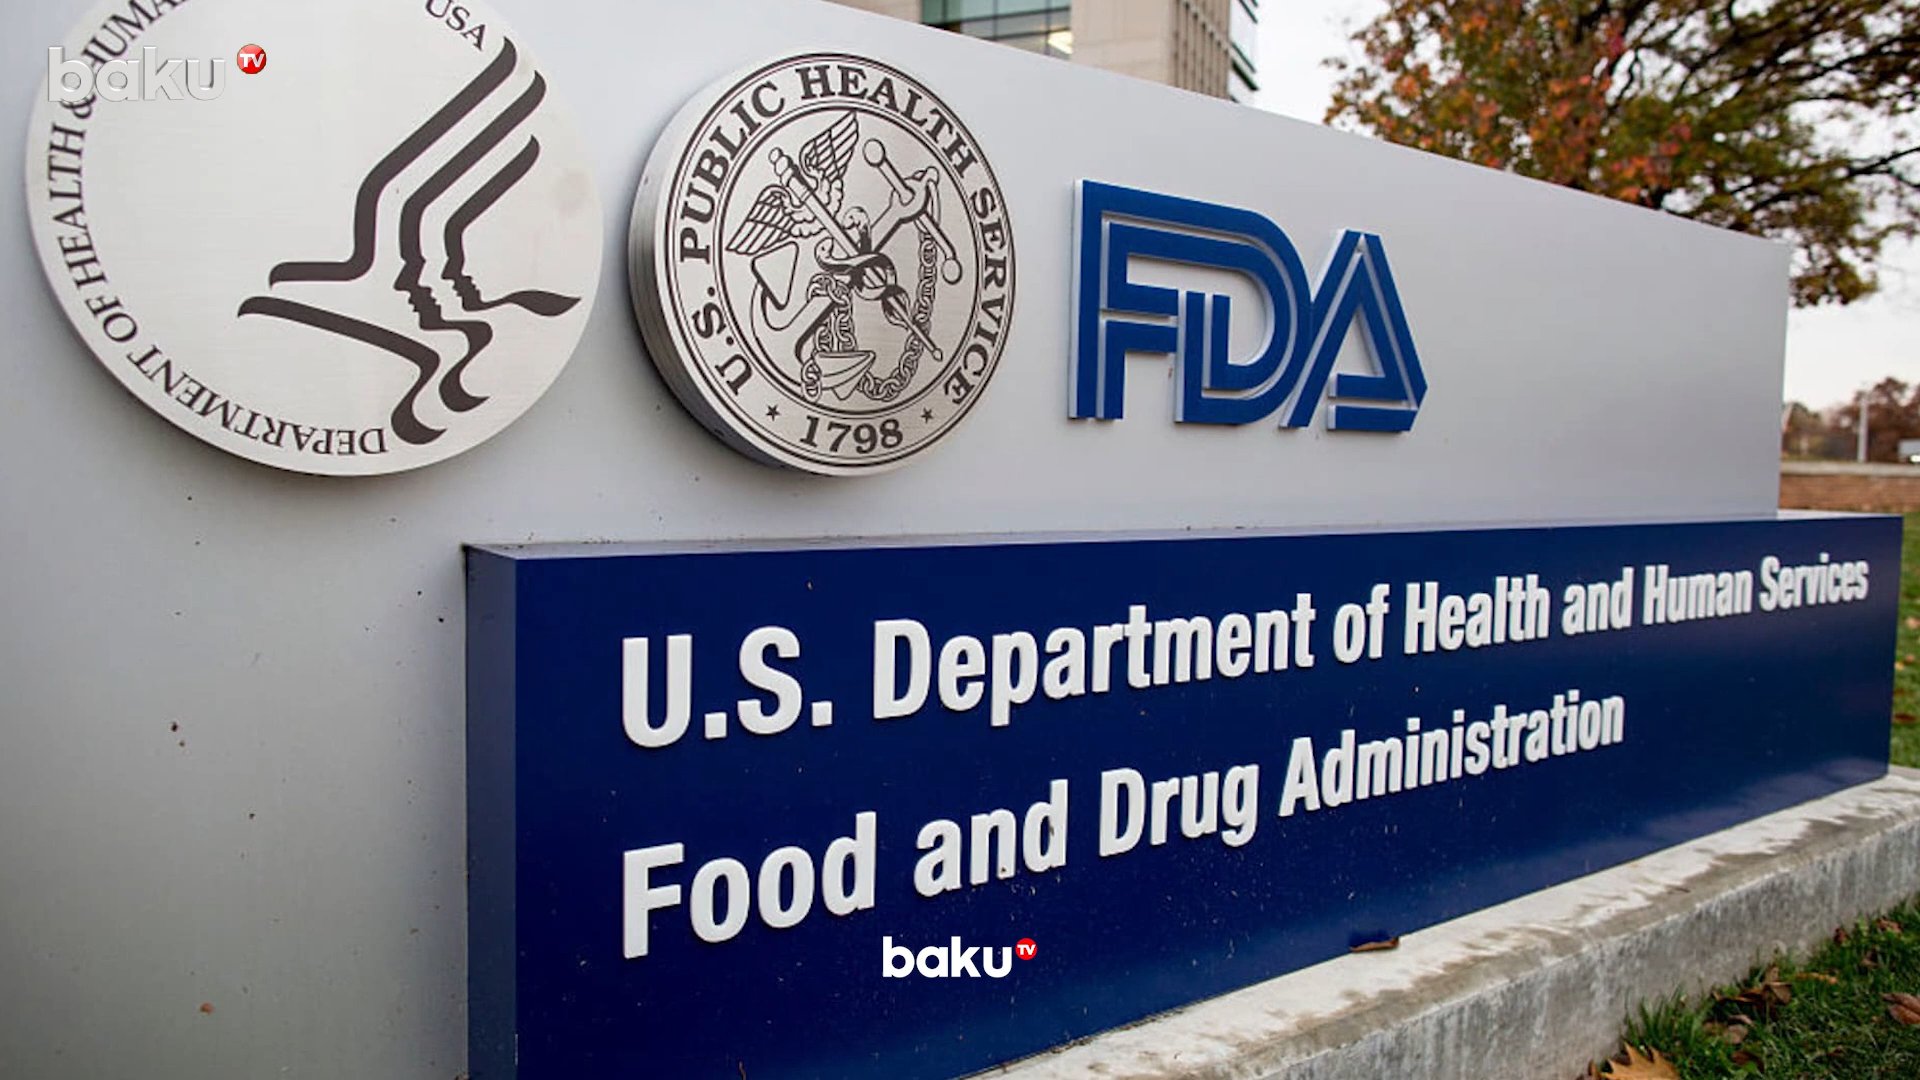 baku TV
DEPARTMENT OF HEALTH & HUMAN
USA
U.S. PUBLIC HEALTH SERVICE
1798
FDA
U.S. Department of Health and Human Services
Food and Drug Administration
baku TV